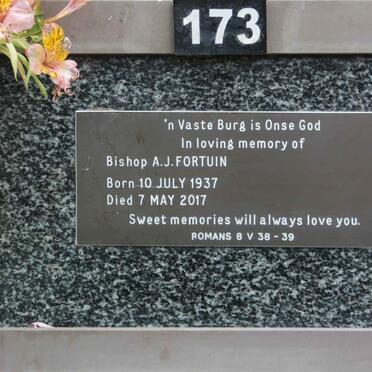 173
'n Vaste Burg is Onse God
In loving memory of
Bishop A.J.FORTUIN
Born 10 JULY 1937
Died 7 MAY 2017
Sweet memories will always love you.
ROMANS 8 V 38 - 39